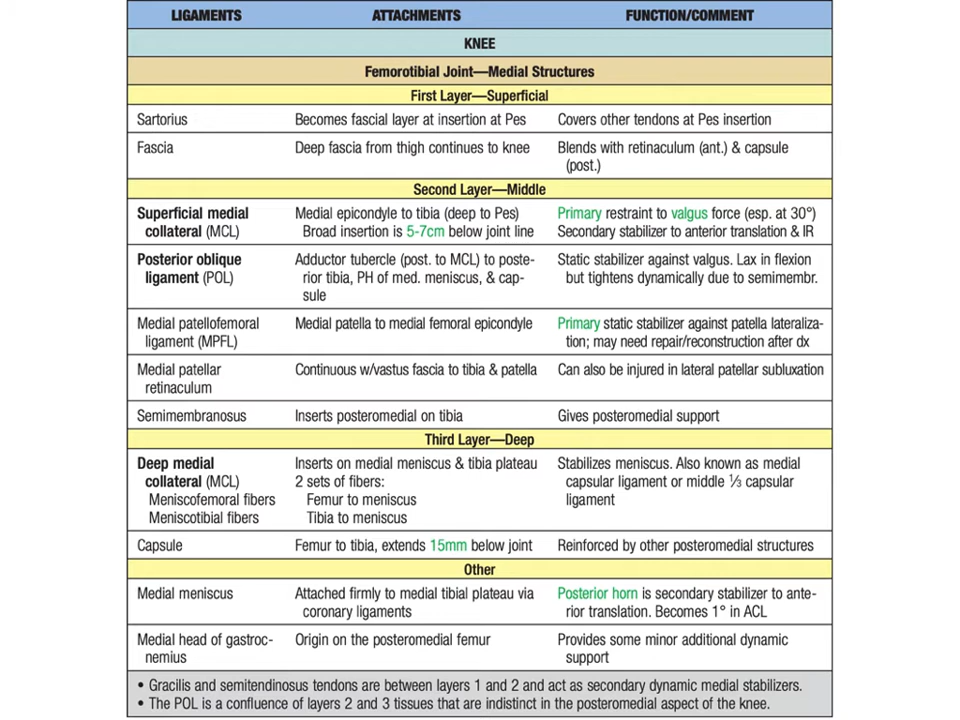 LIGAMENTS ATTACHMENTS FUNCTION/COMMENT
KNEE
Femorotibial Joint—Medial Structures
First Layer—Superficial
Sartorius Becomes fascial layer at insertion at Pes Covers other tendons at Pes insertion
Fascia Deep fascia from thigh continues to knee Blends with retinaculum (ant.) & capsule
(post.)
Second Layer—Middle
Superficial medial Medial epicondyle to tibia (deep to Pes) Primary restraint to valgus force (esp. at 30°)
collateral (MCL) Broad insertion is 5-7cm below joint line Secondary stabilizer to anterior translation & IR
Posterior oblique Adductor tubercle (post. to MCL) to poste- Static stabilizer against valgus. Lax in flexion
ligament (POL) rior tibia, PH of med. meniscus, & cap- but tightens dynamically due to semimembr.
sule
Medial patellofemoral Medial patella to medial femoral epicondyle Primary static stabilizer against patella lateraliza-
ligament (MPFL) tion; may need repair/reconstruction after dx
Medial patellar Continuous w/vastus fascia to tibia & patella Can also be injured in lateral patellar subluxation
retinaculum
Semimembranosus Inserts posteromedial on tibia Gives posteromedial support
Third Layer—Deep
Deep medial Inserts on medial meniscus & tibia plateau Stabilizes meniscus. Also known as medial
collateral (MCL) 2 sets of fibers: capsular ligament or middle ⅓ capsular
Meniscofemoral fibers Femur to meniscus ligament
Meniscotibial fibers Tibia to meniscus
Capsule Femur to tibia, extends 15mm below joint Reinforced by other posteromedial structures
Other
Medial meniscus Attached firmly to medial tibial plateau via Posterior horn is secondary stabilizer to ante-
coronary ligaments rior translation. Becomes 1° in ACL
Medial head of gastroc- Origin on the posteromedial femur Provides some minor additional dynamic
nemius support
• Gracilis and semitendinosus tendons are between layers 1 and 2 and act as secondary dynamic medial stabilizers.
• The POL is a confluence of layers 2 and 3 tissues that are indistinct in the posteromedial aspect of the knee.